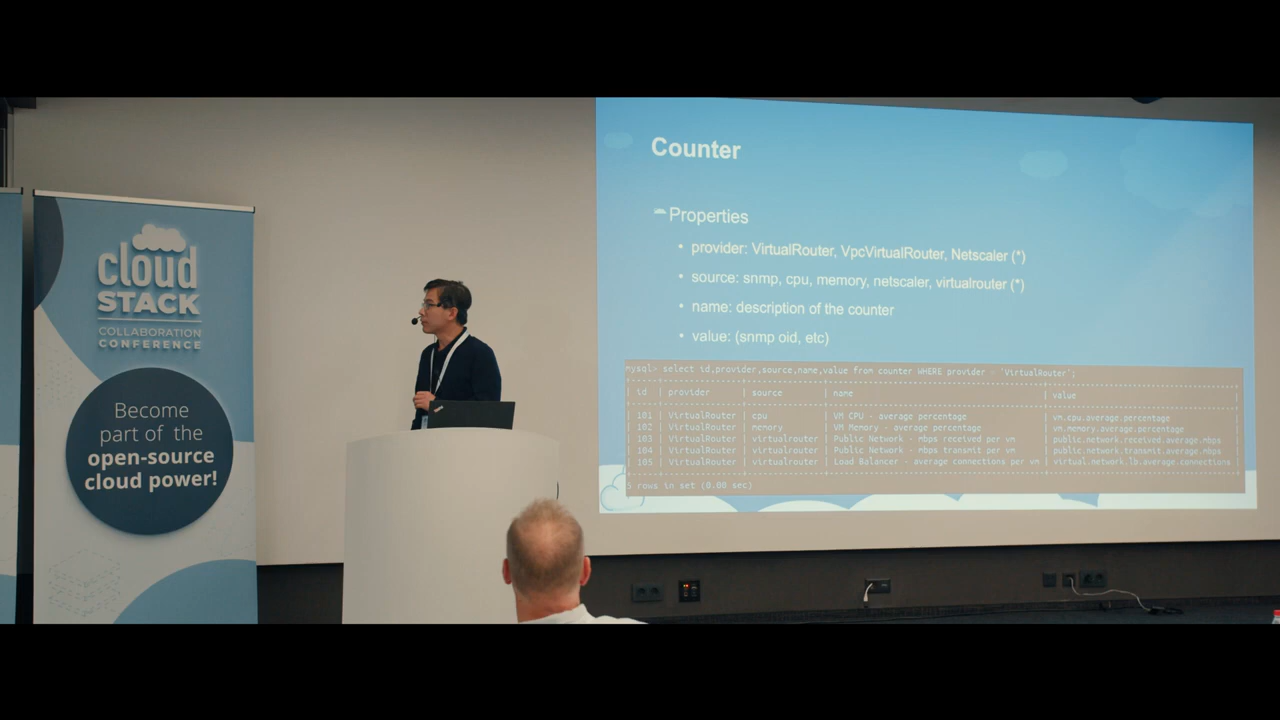 cloud
STACK
COLLABORATION
CONFERENCE
Become
part of the
open-source
cloud power!
Counter
Properties
• provider: VirtualRouter, VpcVirtualRouter, Netscaler (*)
• source: snmp, cpu, memory, netscaler, virtualrouter (*)
• name: description of the counter
• value: (snmp oid, etc)
mysql> select id,provider,source,name,value from counter WHERE provider = 'VirtualRouter';
| id | provider | source | name | value |
| 101 | VirtualRouter | cpu | VM CPU - average percentage | vm.cpu.average.percentage |
| 102 | VirtualRouter | memory | VM Memory - average percentage | vm.memory.average.percentage |
| 103 | VirtualRouter | virtualrouter | Public Network - mbps received per vm | public.network.received.average.mbps |
| 104 | VirtualRouter | virtualrouter | Public Network - mbps transmit per vm | public.network.transmit.average.mbps |
| 105 | VirtualRouter | virtualrouter | Load Balancer - average connections per vm | virtual.network.lb.average.connections |
5 rows in set (0.00 sec)